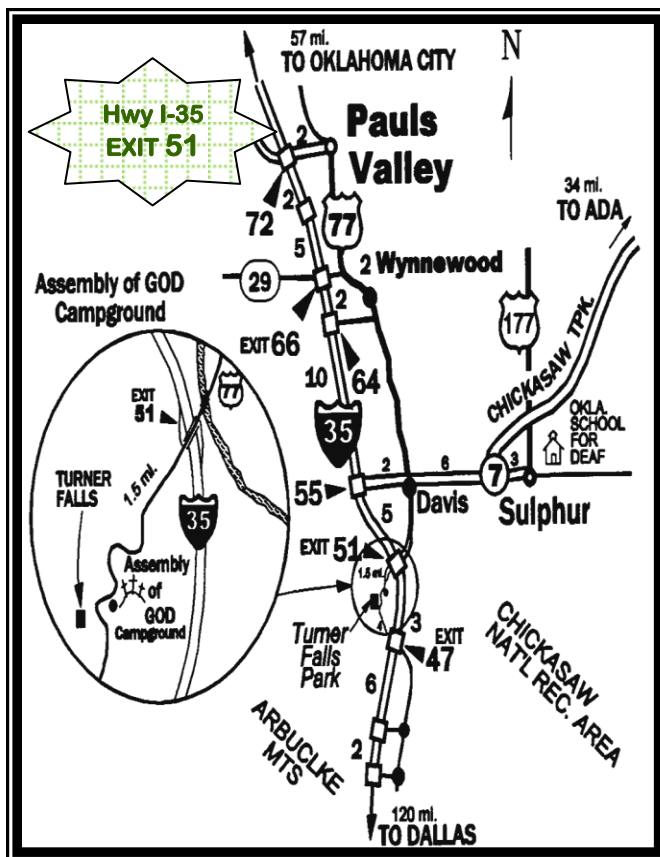 57 mi.
TO OKLAHOMA CITY
N
Hwy I-35
EXIT 51
2
Pauls
Valley
34 mi.
TO ADA
72
2
77
5
29
2
Wynnewood
Assembly of GOD
Campground
2
177
CHICKASAW TPK.
EXIT 66
64
10
77
EXIT
51
OKLA.
SCHOOL
FOR
DEAF
35
2
6
7
3
TURNER
FALLS
1.5 mi.
55
Davis
Sulphur
5
35
EXIT 51
Assembly
of
GOD
Campground
1.5 mi.
4
3
EXIT
47
Turner
Falls
Park
CHICKASAW
NAT'L REC. AREA
6
ARBUCLKE
MTS
2
120 mi.
TO DALLAS